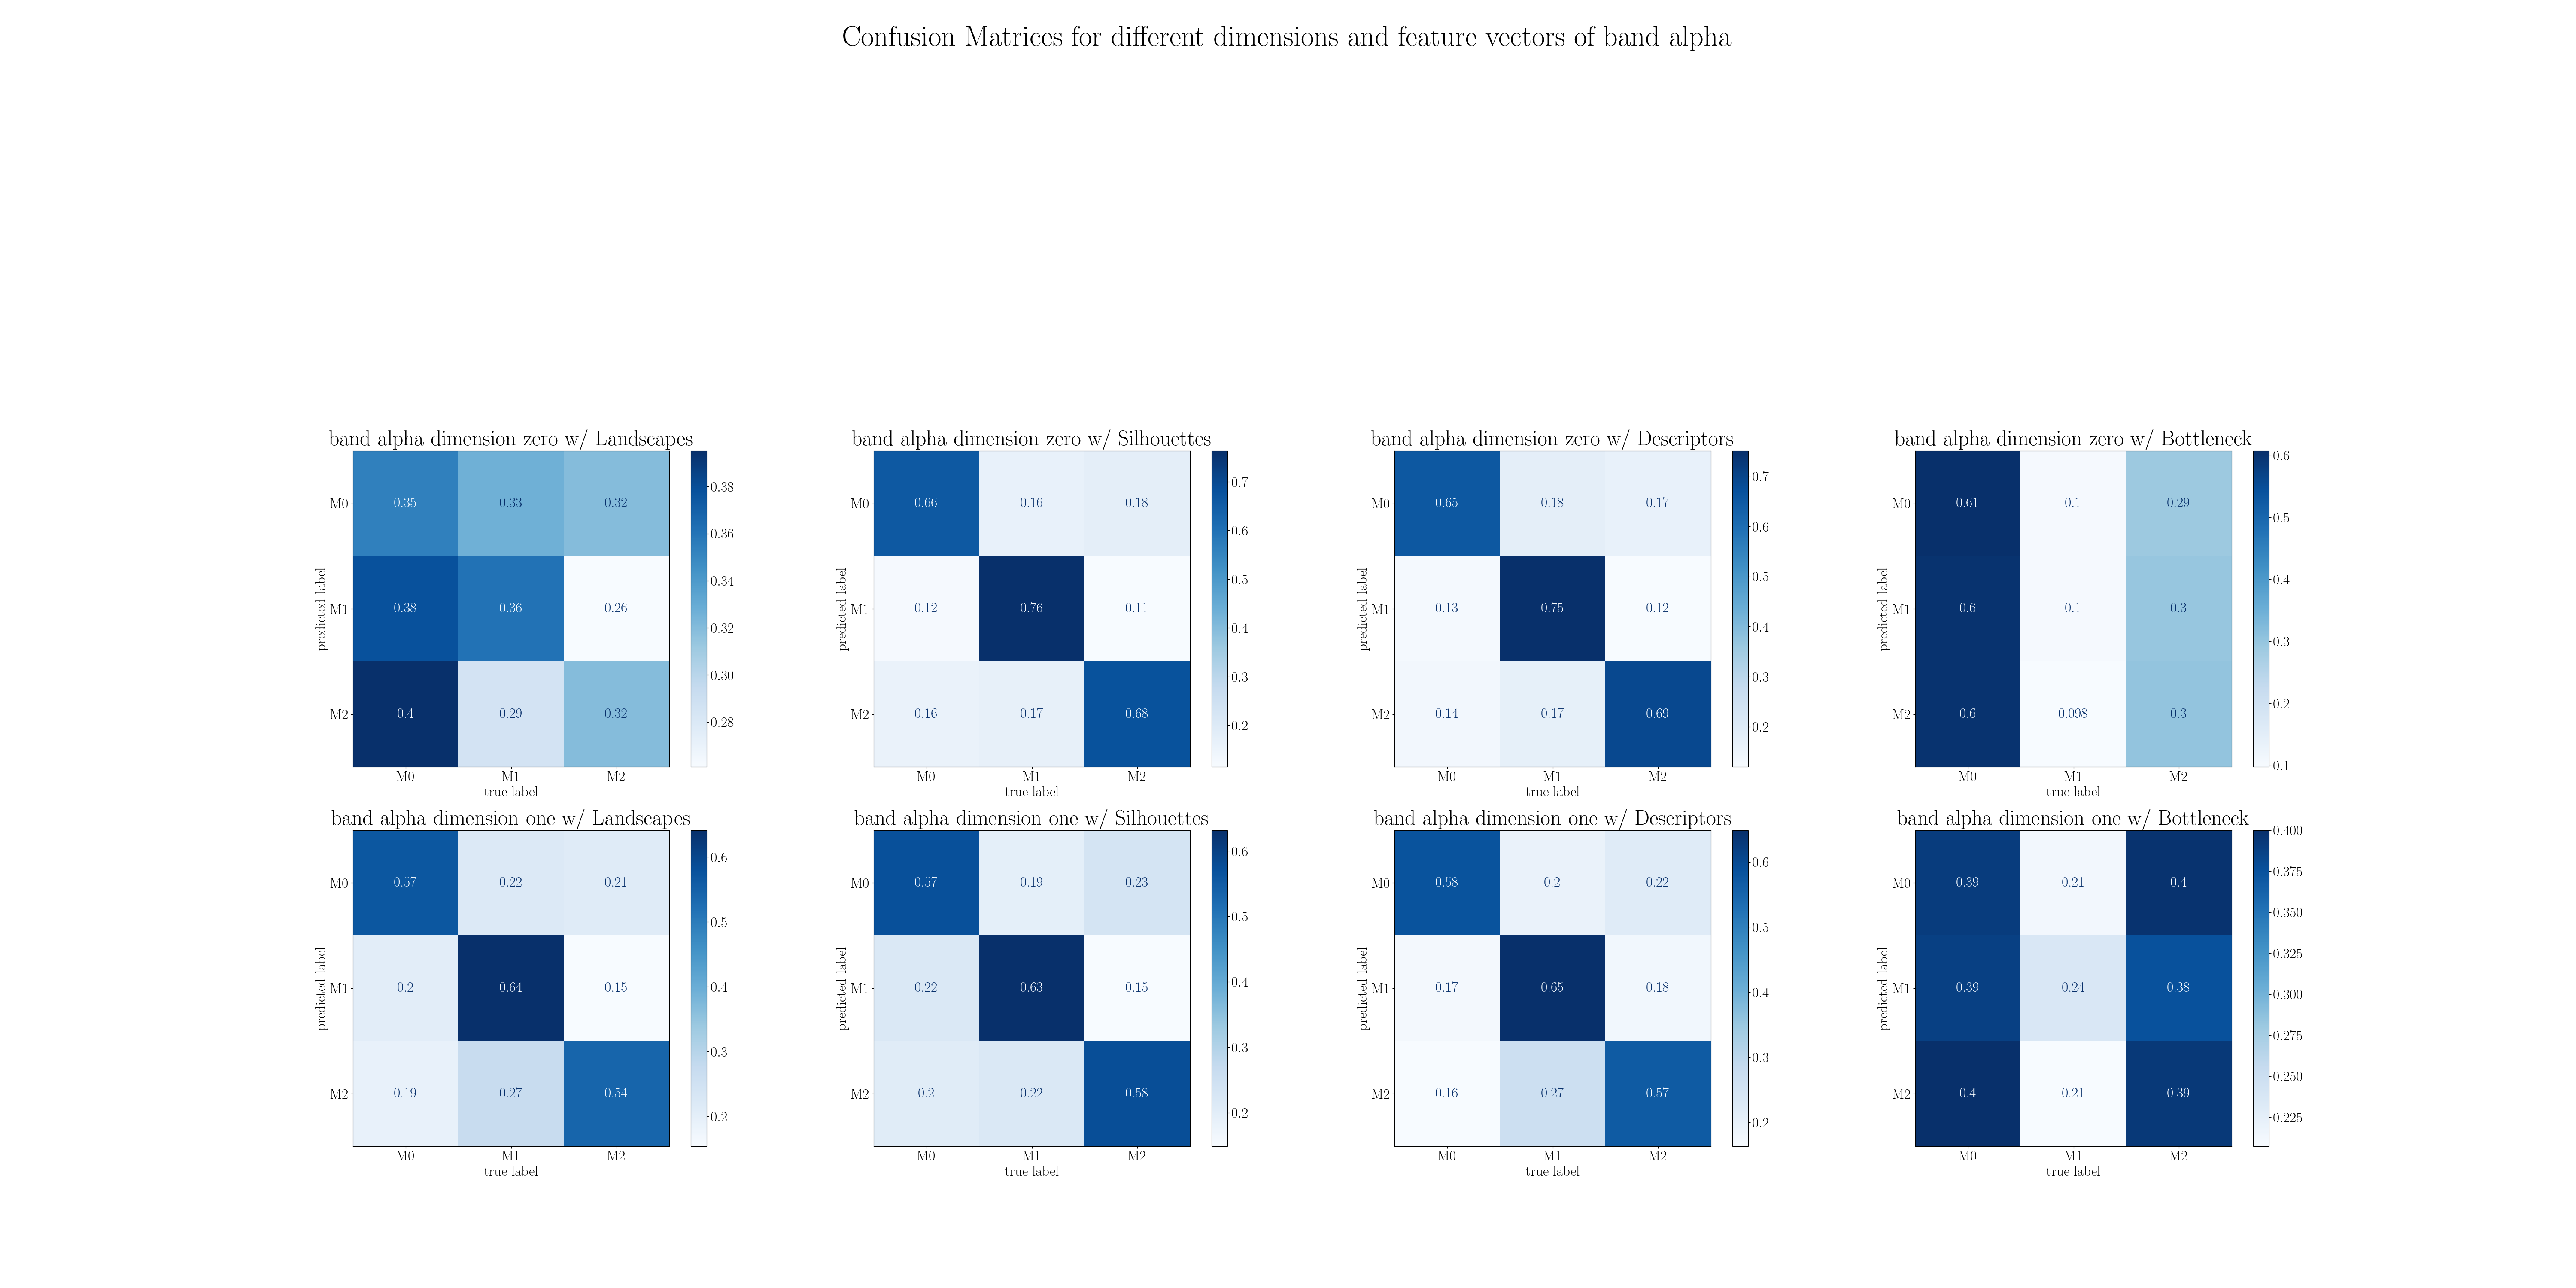 Confusion Matrices for different dimensions and feature vectors of band alpha
band alpha dimension zero w/ Landscapes
predicted label
M0 0.35 0.33 0.32
M1 0.38 0.36 0.26
M2 0.4 0.29 0.32
M0 M1 M2
true label
0.38
0.36
0.34
0.32
0.30
0.28
band alpha dimension zero w/ Silhouettes
predicted label
M0 0.66 0.16 0.18
M1 0.12 0.76 0.11
M2 0.16 0.17 0.68
M0 M1 M2
true label
0.7
0.6
0.5
0.4
0.3
0.2
band alpha dimension zero w/ Descriptors
predicted label
M0 0.65 0.18 0.17
M1 0.13 0.75 0.12
M2 0.14 0.17 0.69
M0 M1 M2
true label
0.7
0.6
0.5
0.4
0.3
0.2
band alpha dimension zero w/ Bottleneck
predicted label
M0 0.61 0.1 0.29
M1 0.6 0.1 0.3
M2 0.6 0.098 0.3
M0 M1 M2
true label
0.6
0.5
0.4
0.3
0.2
0.1
band alpha dimension one w/ Landscapes
predicted label
M0 0.57 0.22 0.21
M1 0.2 0.64 0.15
M2 0.19 0.27 0.54
M0 M1 M2
true label
0.6
0.5
0.4
0.3
0.2
band alpha dimension one w/ Silhouettes
predicted label
M0 0.57 0.19 0.23
M1 0.22 0.63 0.15
M2 0.2 0.22 0.58
M0 M1 M2
true label
0.6
0.5
0.4
0.3
0.2
band alpha dimension one w/ Descriptors
predicted label
M0 0.58 0.2 0.22
M1 0.17 0.65 0.18
M2 0.16 0.27 0.57
M0 M1 M2
true label
0.6
0.5
0.4
0.3
0.2
band alpha dimension one w/ Bottleneck
predicted label
M0 0.39 0.21 0.4
M1 0.39 0.24 0.38
M2 0.4 0.21 0.39
M0 M1 M2
true label
0.400
0.375
0.350
0.325
0.300
0.275
0.250
0.225